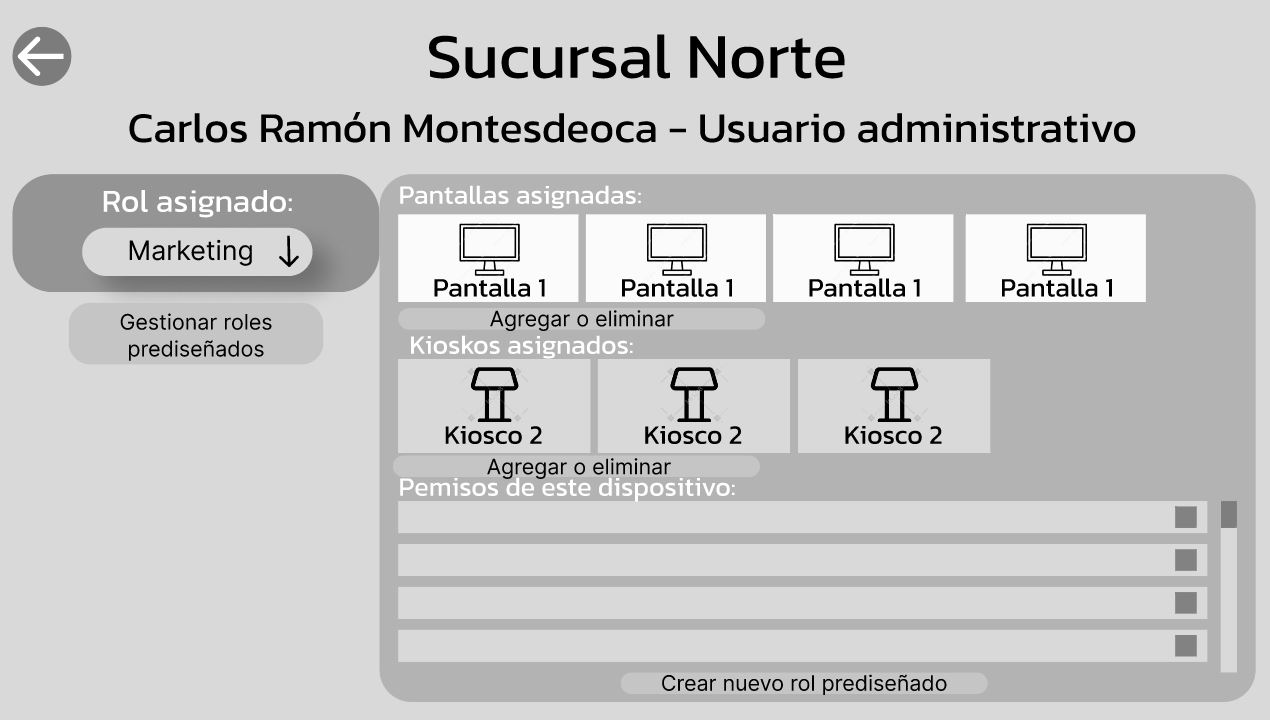 Sucursal Norte
Carlos Ramón Montesdeoca - Usuario administrativo
Rol asignado:
Marketing
Gestionar roles
prediseñados
Pantallas asignadas:
Pantalla 1
Pantalla 1
Pantalla 1
Pantalla 1
Agregar o eliminar
Kioskos asignados:
Kiosco 2
Kiosco 2
Kiosco 2
Agregar o eliminar
Pemisos de este dispositivo:
Crear nuevo rol prediseñado